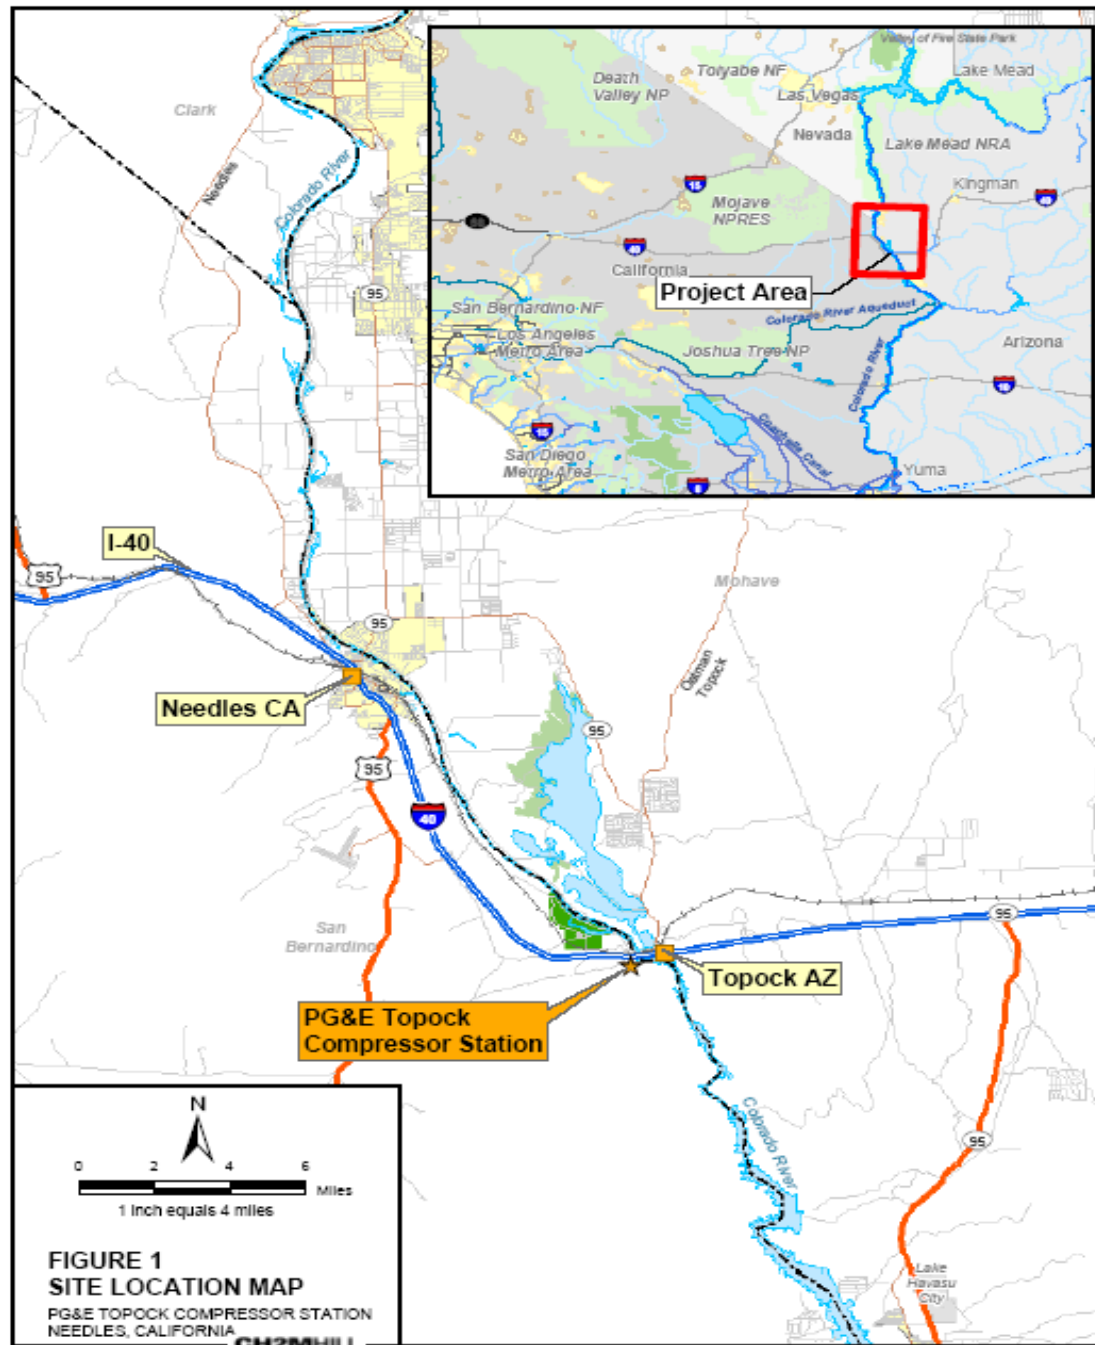 Clark
Needles
Colorado River
95
Valley of Fire State Park
Death
Valley NP
Toiyabe NF
Lake Mead
Las Vegas
Nevada
Lake Mead NRA
Kingman
15
40
Mojave
NPRES
40
California
Project Area
San Bernardino NF
Colorado River Aqueduct
Los Angeles
Metro Area
Joshua Tree NP
Colorado River
Arizona
10
15
Coachella Canal
San Diego
Metro Area
Yuma
8
I-40
95
Mohave
95
Oatman
Topock
Needles CA
95
95
40
San
Bernardino
95
Topock AZ
PG&E Topock
Compressor Station
Colorado River
95
Lake
Havasu
City
N
0 2 4 6
Miles
1 inch equals 4 miles
FIGURE 1
SITE LOCATION MAP
PG&E TOPOCK COMPRESSOR STATION
NEEDLES, CALIFORNIA
CH2MHILL